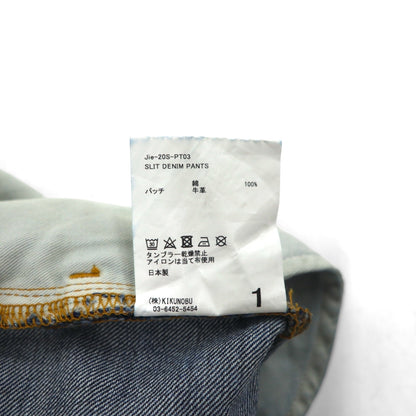 Jie-20S-PT03
SLIT DENIM PANTS
綿 100%
パッチ 牛革
タンブラー乾燥禁止
アイロンは当て布使用
日本製
(株)KIKUNOBU
03-6452-5454
1